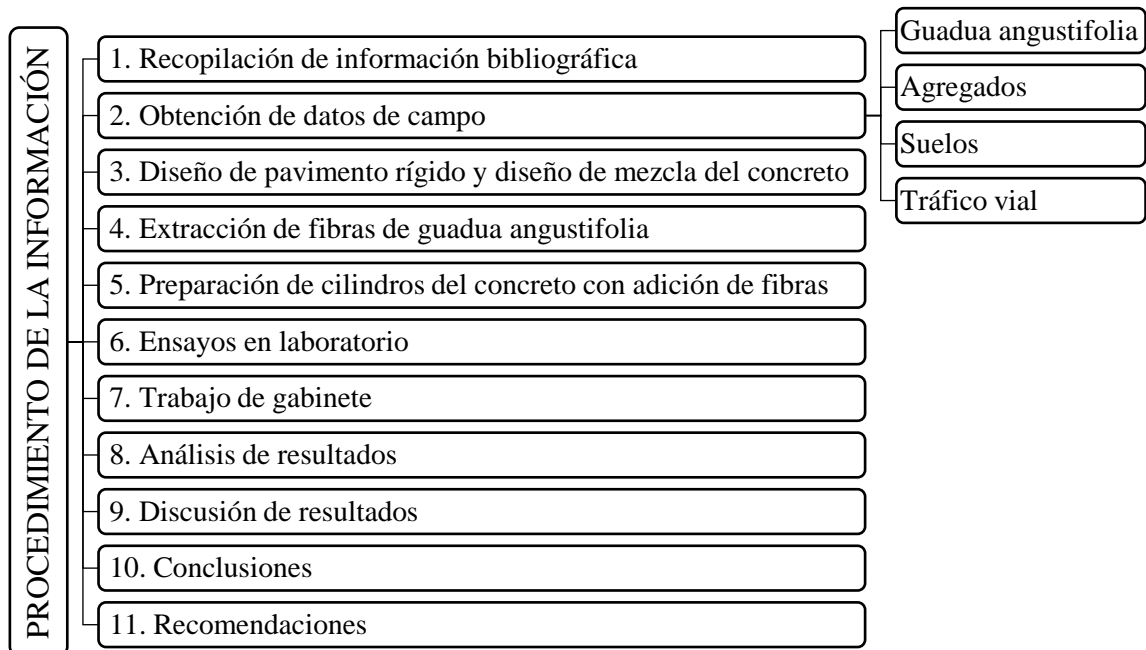 PROCEDIMIENTO DE LA INFORMACIÓN
1. Recopilación de información bibliográfica
2. Obtención de datos de campo
3. Diseño de pavimento rígido y diseño de mezcla del concreto
4. Extracción de fibras de guadua angustifolia
5. Preparación de cilindros del concreto con adición de fibras
6. Ensayos en laboratorio
7. Trabajo de gabinete
8. Análisis de resultados
9. Discusión de resultados
10. Conclusiones
11. Recomendaciones
Guadua angustifolia
Agregados
Suelos
Tráfico vial